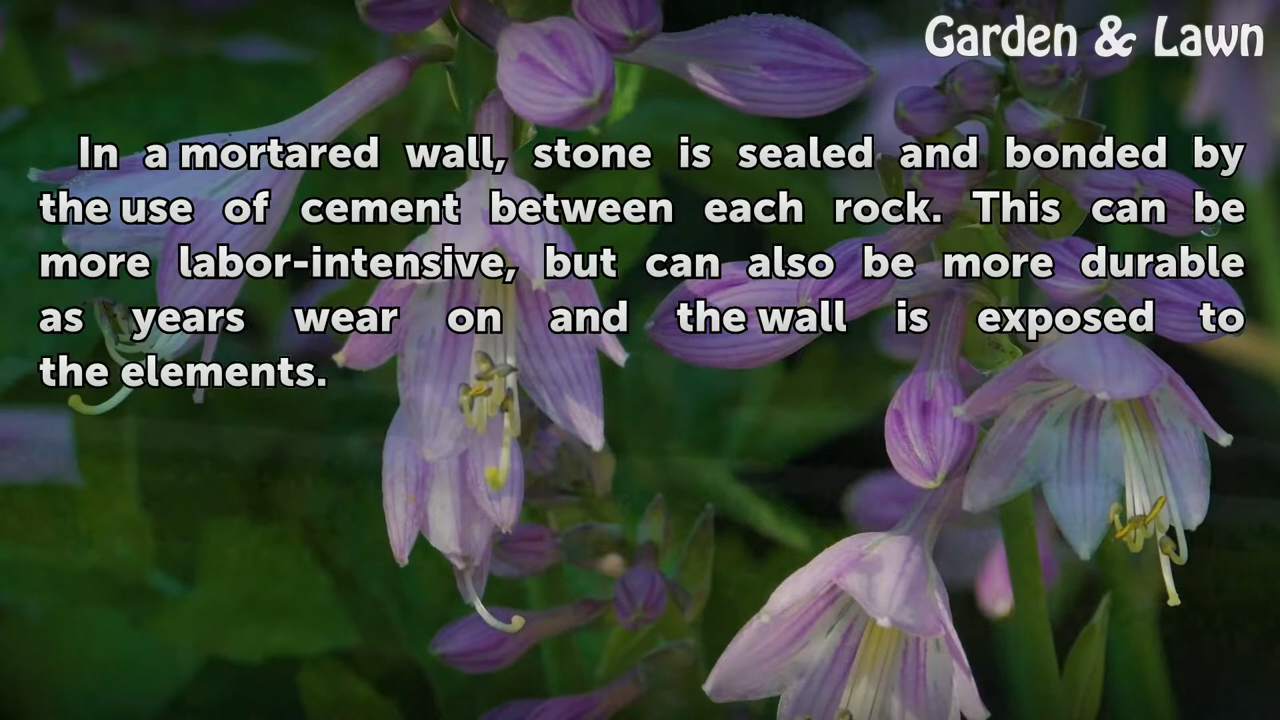 Garden & Lawn
In a mortared wall, stone is sealed and bonded by
the use of cement between each rock. This can be
more labor-intensive, but can also be more durable
as years wear on and the wall is exposed to
the elements.